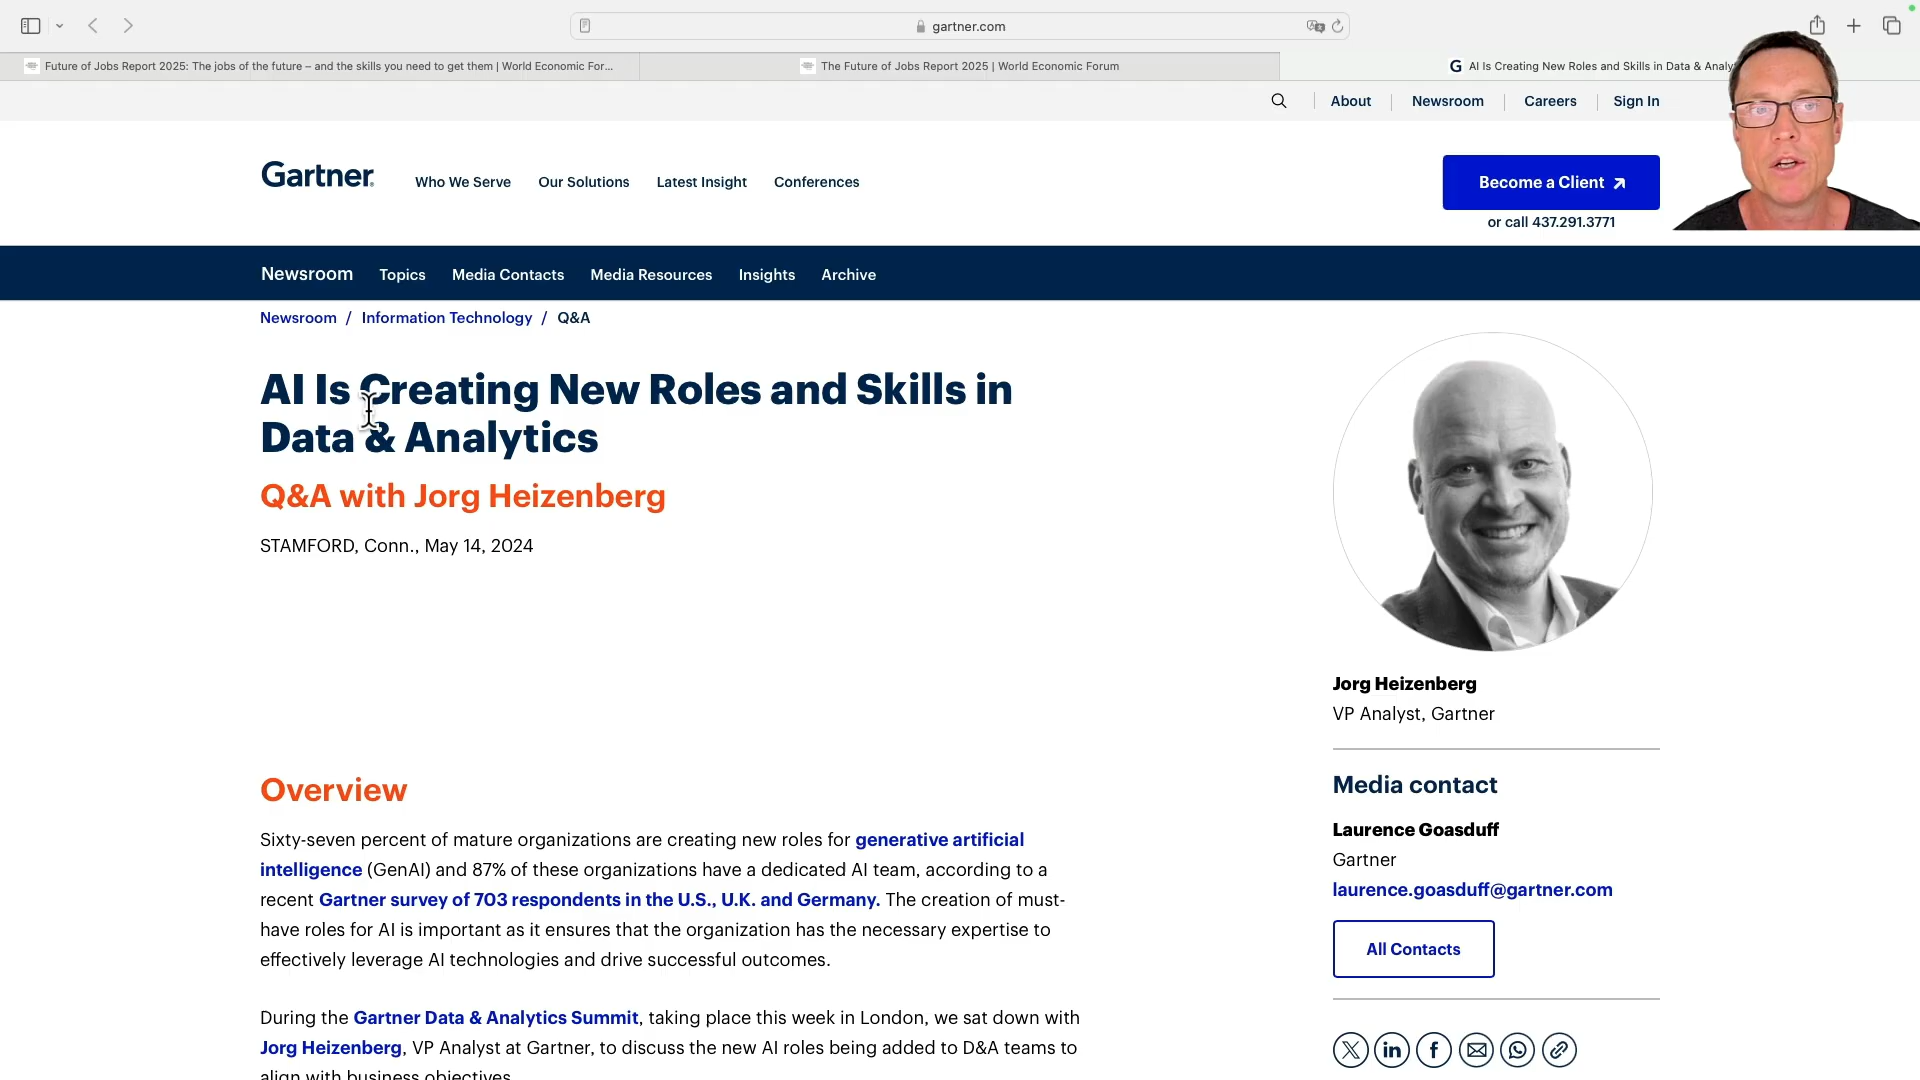 gartner.com
Future of Jobs Report 2025: The jobs of the future – and the skills you need to get them | World Economic For...
The Future of Jobs Report 2025 | World Economic Forum
G AI Is Creating New Roles and Skills in Data & Analy
About
Newsroom
Careers
Sign In
Gartner
Who We Serve
Our Solutions
Latest Insight
Conferences
Become a Client
or call 437.291.3771
Newsroom
Topics
Media Contacts
Media Resources
Insights
Archive
Newsroom / Information Technology / Q&A
AI Is Creating New Roles and Skills in
Data & Analytics
Q&A with Jorg Heizenberg
STAMFORD, Conn., May 14, 2024
Overview
Sixty-seven percent of mature organizations are creating new roles for generative artificial
intelligence (GenAI) and 87% of these organizations have a dedicated AI team, according to a
recent Gartner survey of 703 respondents in the U.S., U.K. and Germany. The creation of must-
have roles for AI is important as it ensures that the organization has the necessary expertise to
effectively leverage AI technologies and drive successful outcomes.
During the Gartner Data & Analytics Summit, taking place this week in London, we sat down with
Jorg Heizenberg, VP Analyst at Gartner, to discuss the new AI roles being added to D&A teams to
align with business objectives.
Jorg Heizenberg
VP Analyst, Gartner
Media contact
Laurence Goasduff
Gartner
laurence.goasduff@gartner.com
All Contacts